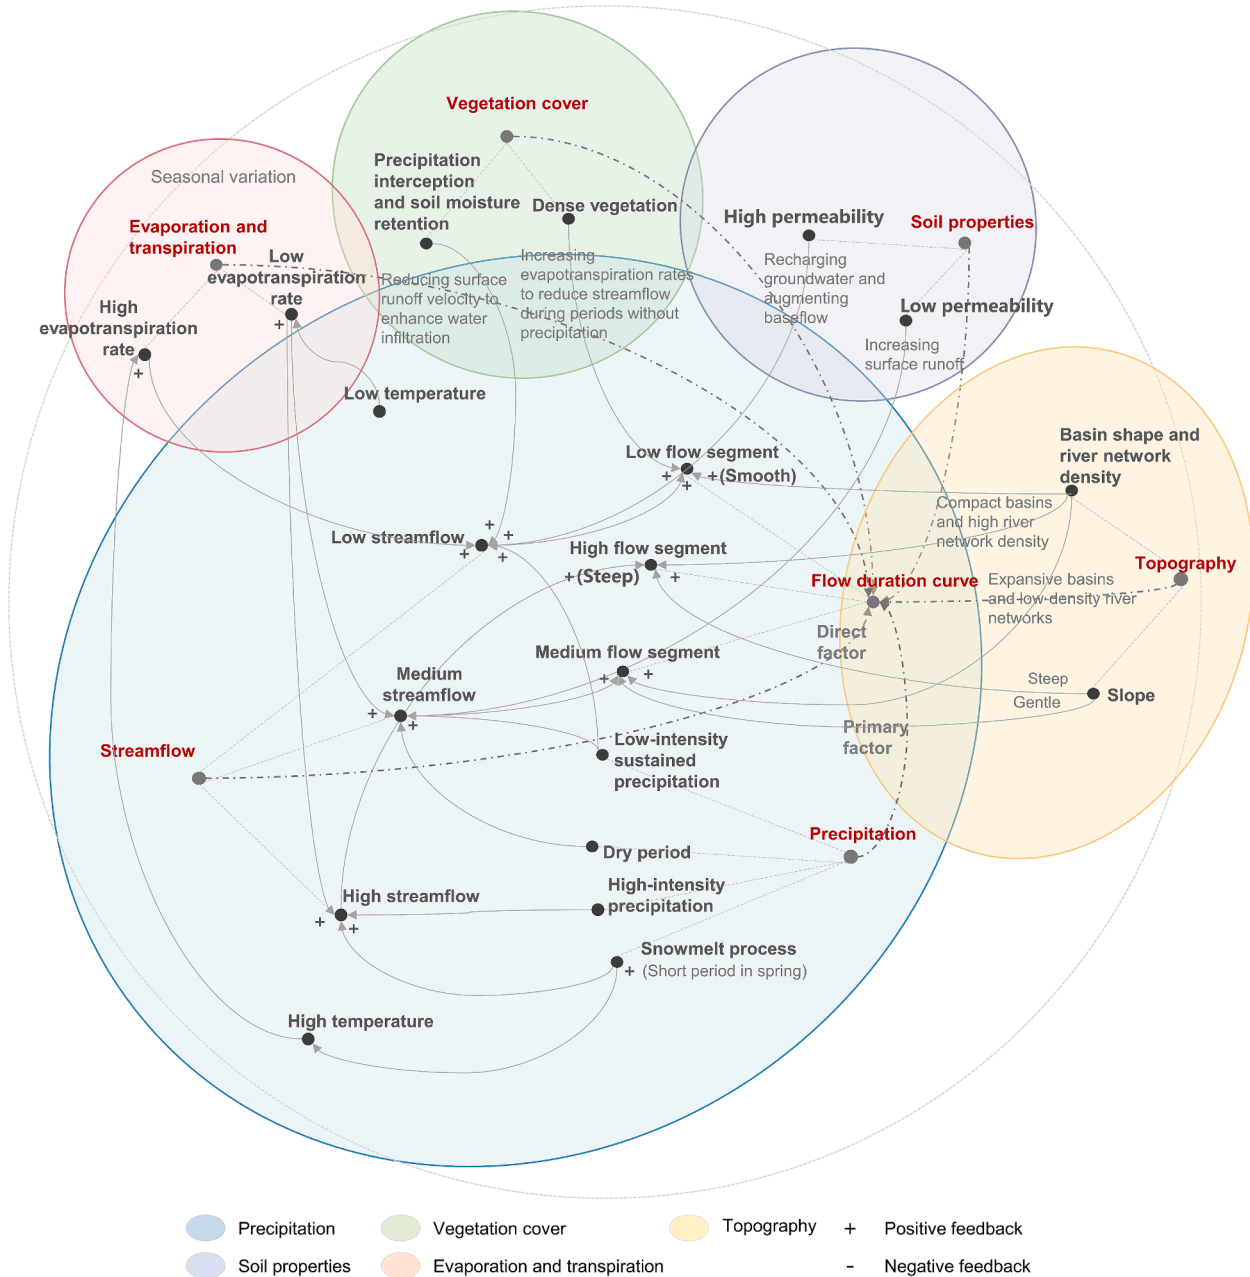 Vegetation cover
Precipitation
interception
and soil moisture
retention
Dense vegetation
Increasing
evapotranspiration rates
to reduce streamflow
during periods without
precipitation
Reducing surface
runoff velocity to
enhance water
infiltration
Seasonal variation
Evaporation and
transpiration
Low
evapotranspiration
rate
+
High
evapotranspiration
rate
+
Low temperature
High permeability
Soil properties
Recharging
groundwater and
augmenting
baseflow
Low permeability
Increasing
surface runoff
Basin shape and
river network
density
Compact basins
and high river
network density
Topography
Expansive basins
and low-density river
networks
Steep
Gentle
Slope
Low flow segment
+ + +(Smooth)
Low streamflow
+ + + +
High flow segment
+(Steep) +
Flow duration curve
Direct
factor
Medium flow segment
+ +
Medium
streamflow
+ +
Primary
factor
Streamflow
Low-intensity
sustained
precipitation
Precipitation
Dry period
High-intensity
precipitation
High streamflow
+ +
Snowmelt process
+ (Short period in spring)
High temperature
Precipitation
Vegetation cover
Topography
+ Positive feedback
Soil properties
Evaporation and transpiration
- Negative feedback